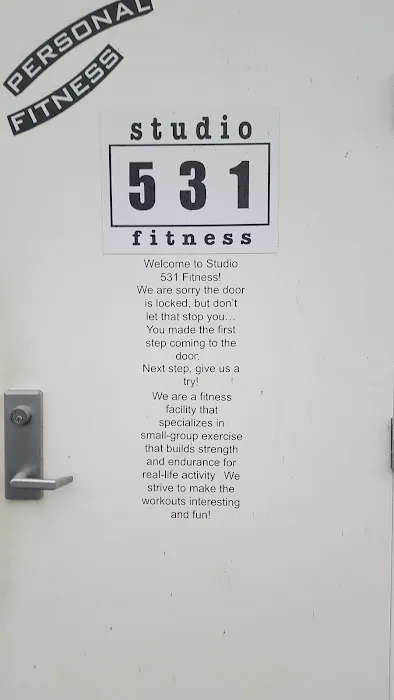 PERSONAL
FITNESS
studio
531
fitness
Welcome to Studio
531 Fitness!
We are sorry the door
is locked, but don't
let that stop you...
You made the first
step coming to the
door.
Next step, give us a
try!
We are a fitness
facility that
specializes in
small-group exercise
that builds strength
and endurance for
real-life activity We
strive to make the
workouts interesting
and fun!